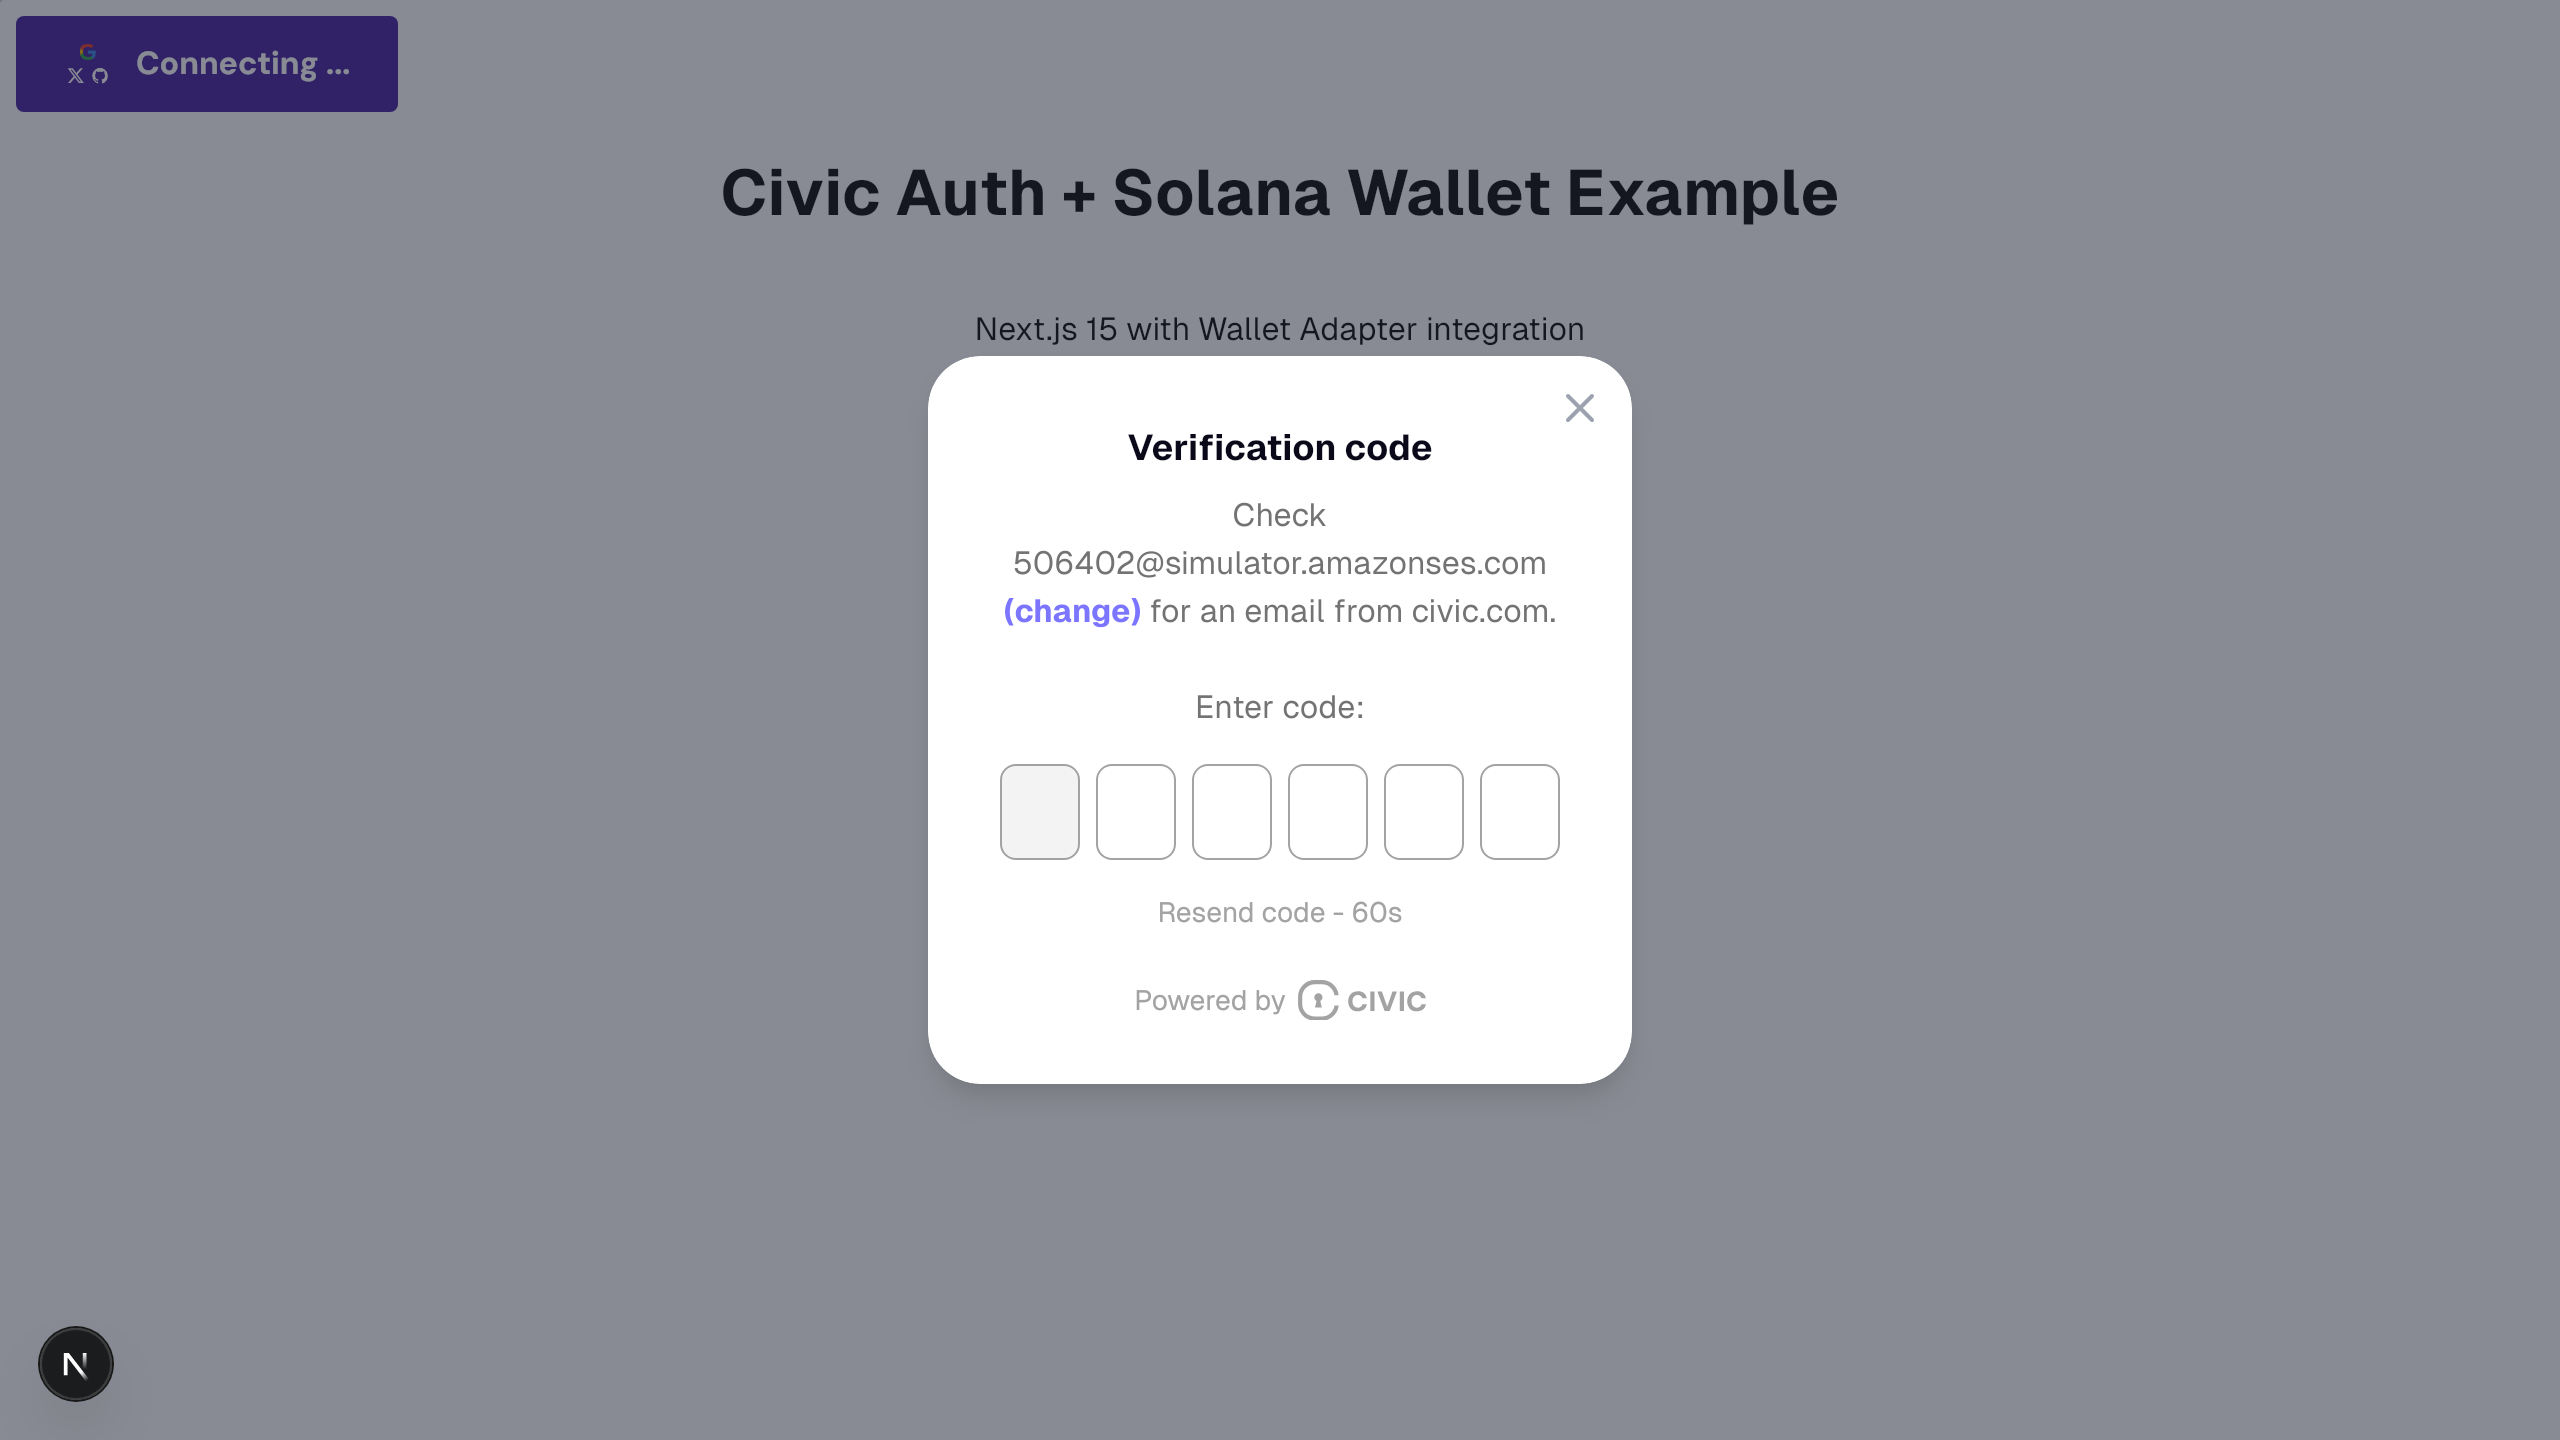 Connecting ...
Civic Auth + Solana Wallet Example
Next.js 15 with Wallet Adapter integration
Verification code
Check
506402@simulator.amazonses.com
(change) for an email from civic.com.
Enter code:
Resend code - 60s
Powered by CIVIC
N